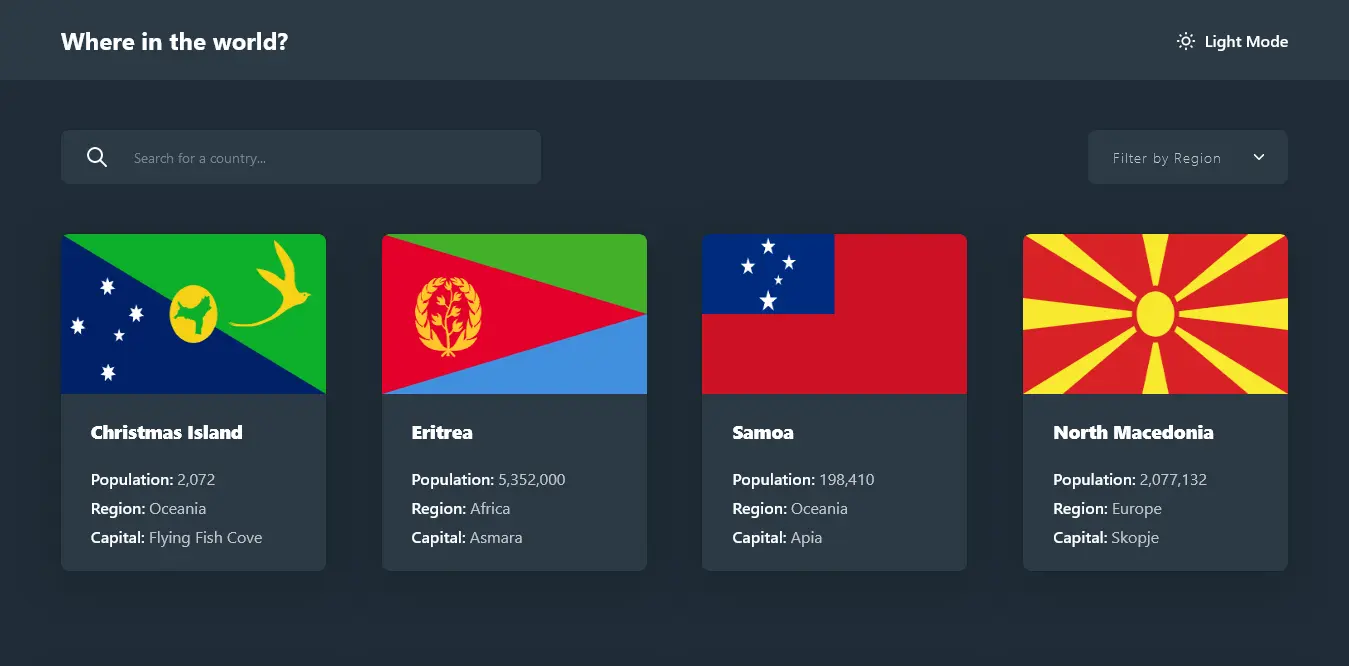 Where in the world?
Light Mode
Search for a country...
Filter by Region
Christmas Island
Population: 2,072
Region: Oceania
Capital: Flying Fish Cove
Eritrea
Population: 5,352,000
Region: Africa
Capital: Asmara
Samoa
Population: 198,410
Region: Oceania
Capital: Apia
North Macedonia
Population: 2,077,132
Region: Europe
Capital: Skopje